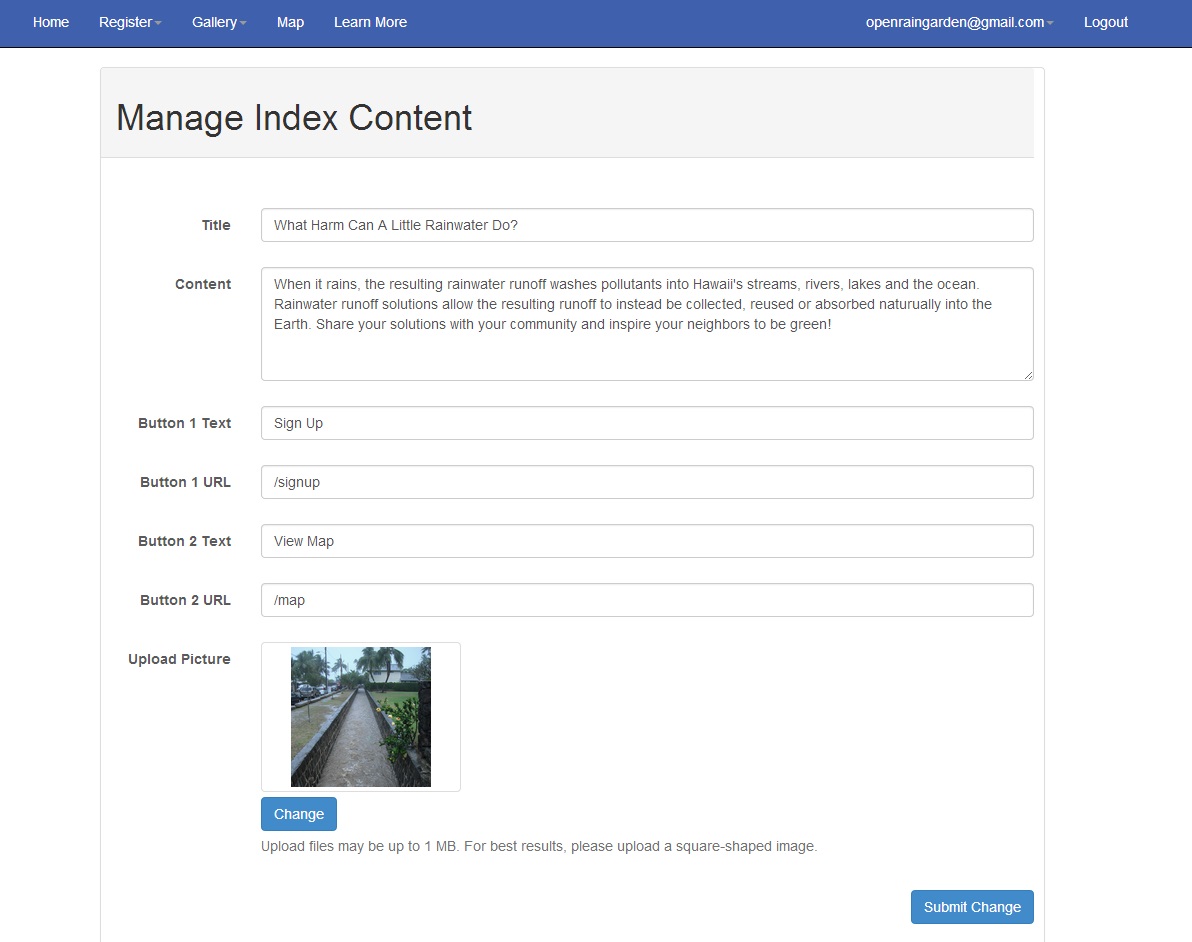 Home Register Gallery Map Learn More openraingarden@gmail.com Logout
Manage Index Content
Title What Harm Can A Little Rainwater Do?
Content When it rains, the resulting rainwater runoff washes pollutants into Hawaii's streams, rivers, lakes and the ocean.
Rainwater runoff solutions allow the resulting runoff to instead be collected, reused or absorbed naturually into the
Earth. Share your solutions with your community and inspire your neighbors to be green!
Button 1 Text Sign Up
Button 1 URL /signup
Button 2 Text View Map
Button 2 URL /map
Upload Picture
Change
Upload files may be up to 1 MB. For best results, please upload a square-shaped image.
Submit Change